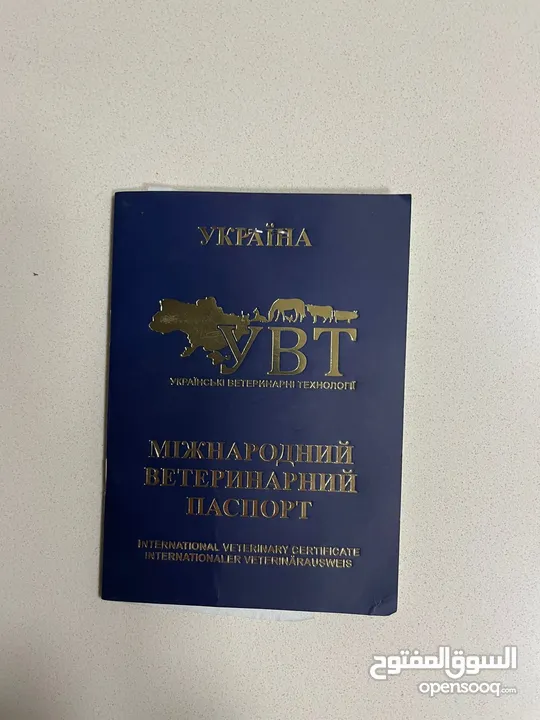 УКРАЇНА
УВТ
УКРАЇНСЬКІ ВЕТЕРИНАРНІ ТЕХНОЛОГІЇ
МІЖНАРОДНИЙ
ВЕТЕРИНАРНИЙ
ПАСПОРТ
INTERNATIONAL VETERINARY CERTIFICATE
INTERNATIONALER VETERINÄRAUSWEIS
السوق المفتوح
opensooq.com